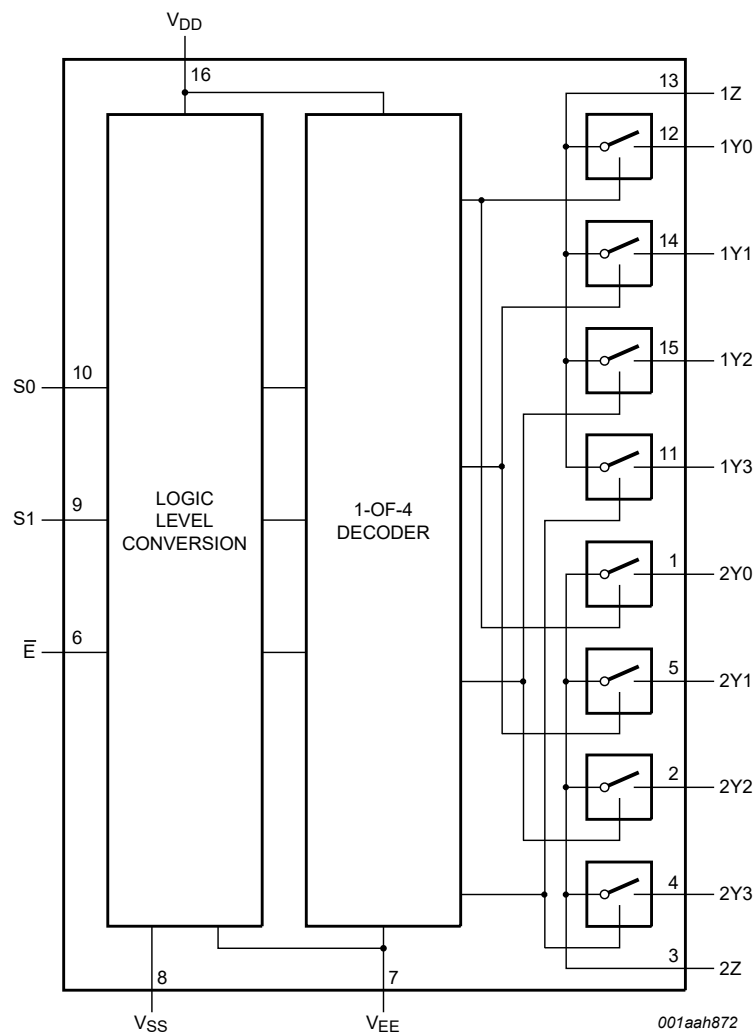 VDD
16
13 1Z
12 1Y0
14 1Y1
15 1Y2
S0 10
11 1Y3
S1 9
LOGIC
LEVEL
CONVERSION
1-OF-4
DECODER
1 2Y0
E̅ 6
5 2Y1
2 2Y2
4 2Y3
3 2Z
8
7
VSS
VEE
001aah872